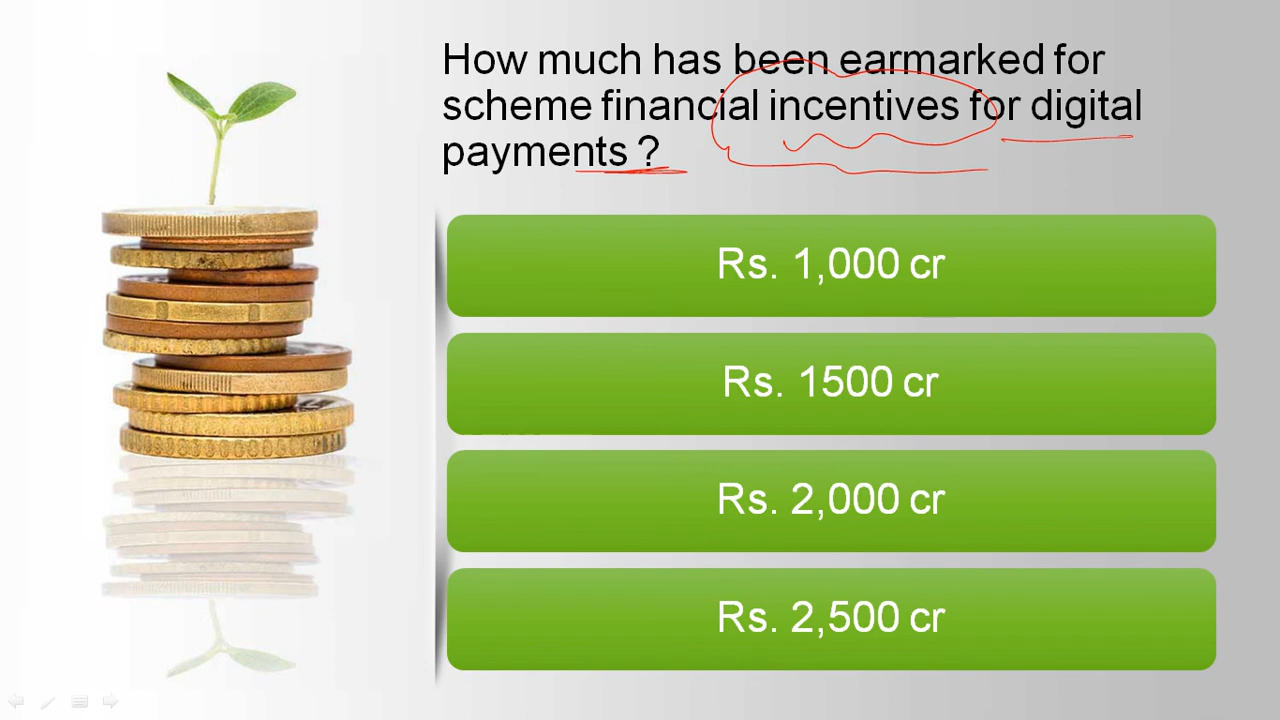 How much has been earmarked for
scheme financial incentives for digital
payments ?
Rs. 1,000 cr
Rs. 1500 cr
Rs. 2,000 cr
Rs. 2,500 cr